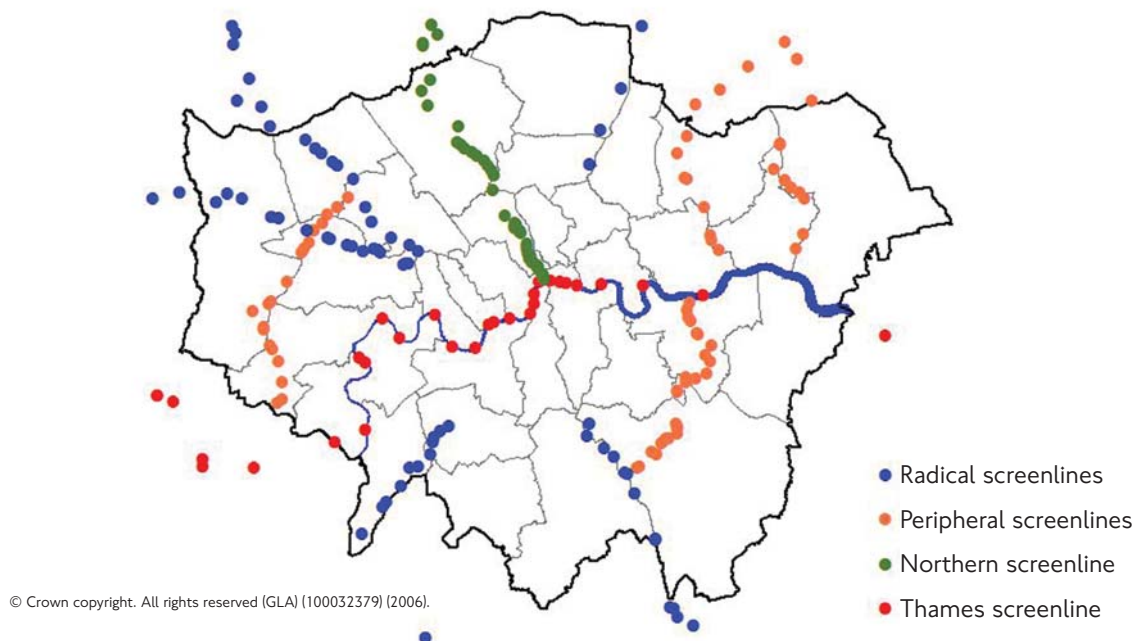 Radical screenlines
Peripheral screenlines
Northern screenline
Thames screenline
© Crown copyright. All rights reserved (GLA) (100032379) (2006).